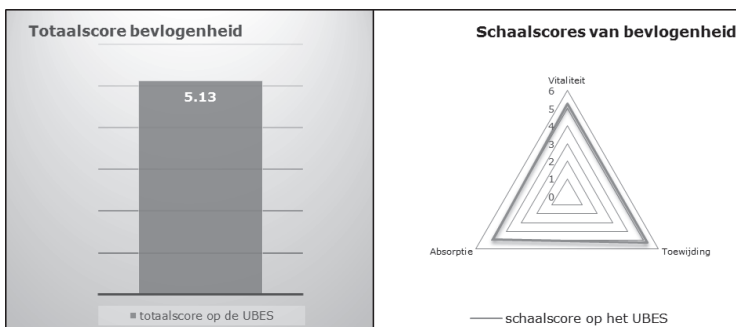 Totaalscore bevlogenheid
5.13
totaalscore op de UBES
Schaalscores van bevlogenheid
Vitaliteit
6
5
4
3
2
1
0
Absorptie
Toewijding
schaalscore op het UBES